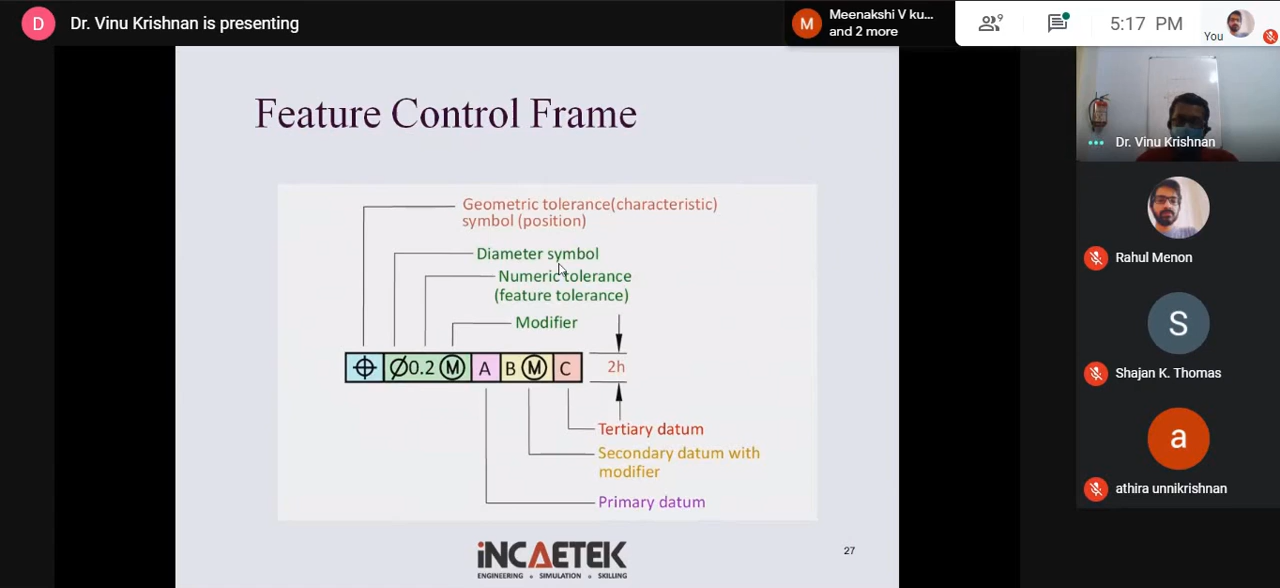 D Dr. Vinu Krishnan is presenting
M Meenakshi V ku...
and 2 more
9
5:17 PM
You
Feature Control Frame
Geometric tolerance(characteristic)
symbol (position)
Diameter symbol
Numeric tolerance
(feature tolerance)
Modifier
⌖ Ø0.2 Ⓜ A B Ⓜ C 2h
Tertiary datum
Secondary datum with
modifier
Primary datum
iNCAETEK
ENGINEERING • SIMULATION • SKILLING
27
Dr. Vinu Krishnan
Rahul Menon
S
Shajan K. Thomas
a
athira unnikrishnan